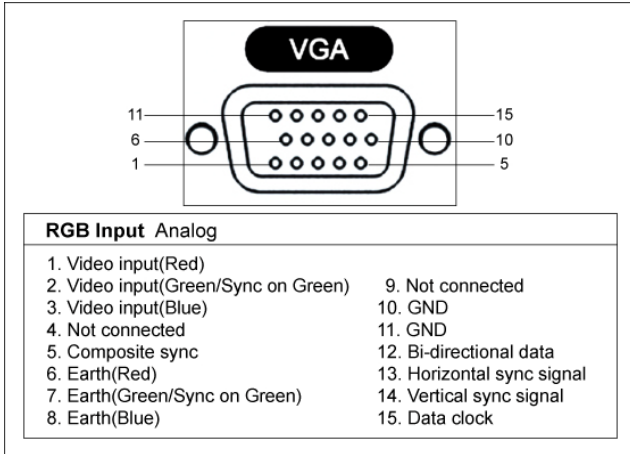 VGA
11 15
6 10
1 5
RGB Input Analog
1. Video input(Red)
2. Video input(Green/Sync on Green)
3. Video input(Blue)
4. Not connected
5. Composite sync
6. Earth(Red)
7. Earth(Green/Sync on Green)
8. Earth(Blue)
9. Not connected
10. GND
11. GND
12. Bi-directional data
13. Horizontal sync signal
14. Vertical sync signal
15. Data clock